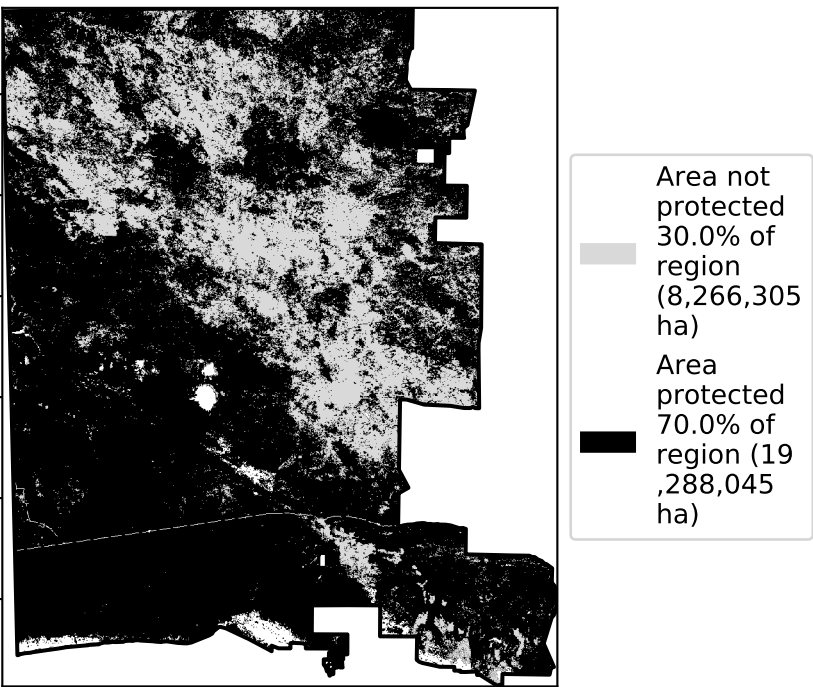 Area not
protected
30.0% of
region
(8,266,305
ha)
Area
protected
70.0% of
region (19
,288,045
ha)